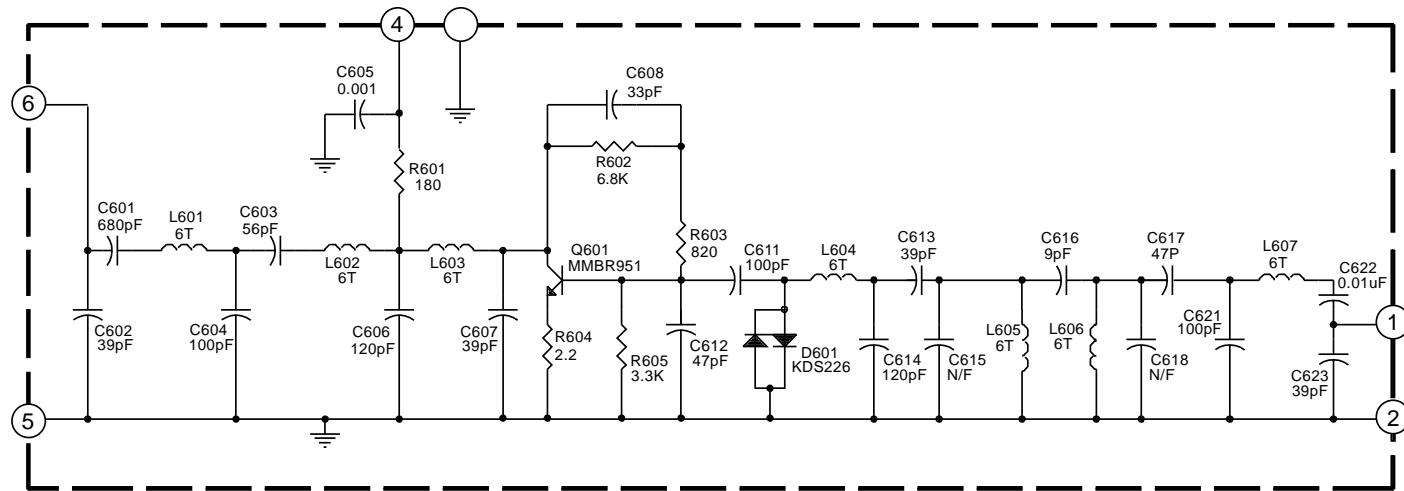 4
6
C605
0.001
C608
33pF
R601
180
R602
6.8K
C601
680pF
L601
6T
C603
56pF
L602
6T
L603
6T
Q601
MMBR951
R603
820
C611
100pF
L604
6T
C613
39pF
C616
9pF
C617
47P
L607
6T
C622
0.01uF
1
C602
39pF
C604
100pF
C606
120pF
C607
39pF
R604
2.2
R605
3.3K
C612
47pF
D601
KDS226
C614
120pF
C615
N/F
L605
6T
L606
6T
C618
N/F
C621
100pF
C623
39pF
5
2